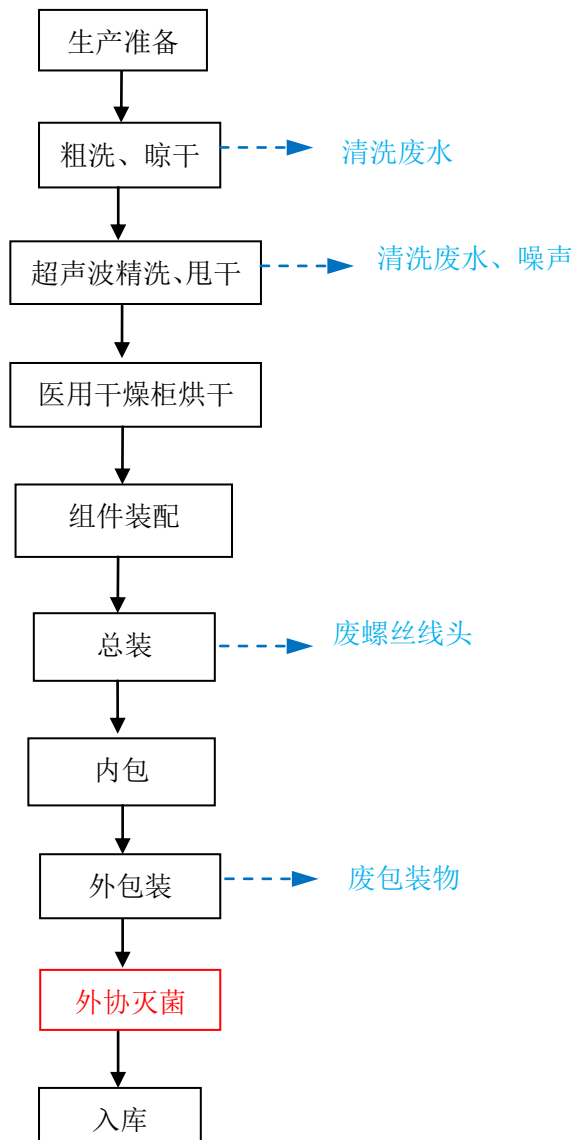 生产准备
粗洗、晾干
清洗废水
超声波精洗、甩干
清洗废水、噪声
医用干燥柜烘干
组件装配
总装
废螺丝线头
内包
外包装
废包装物
外协灭菌
入库